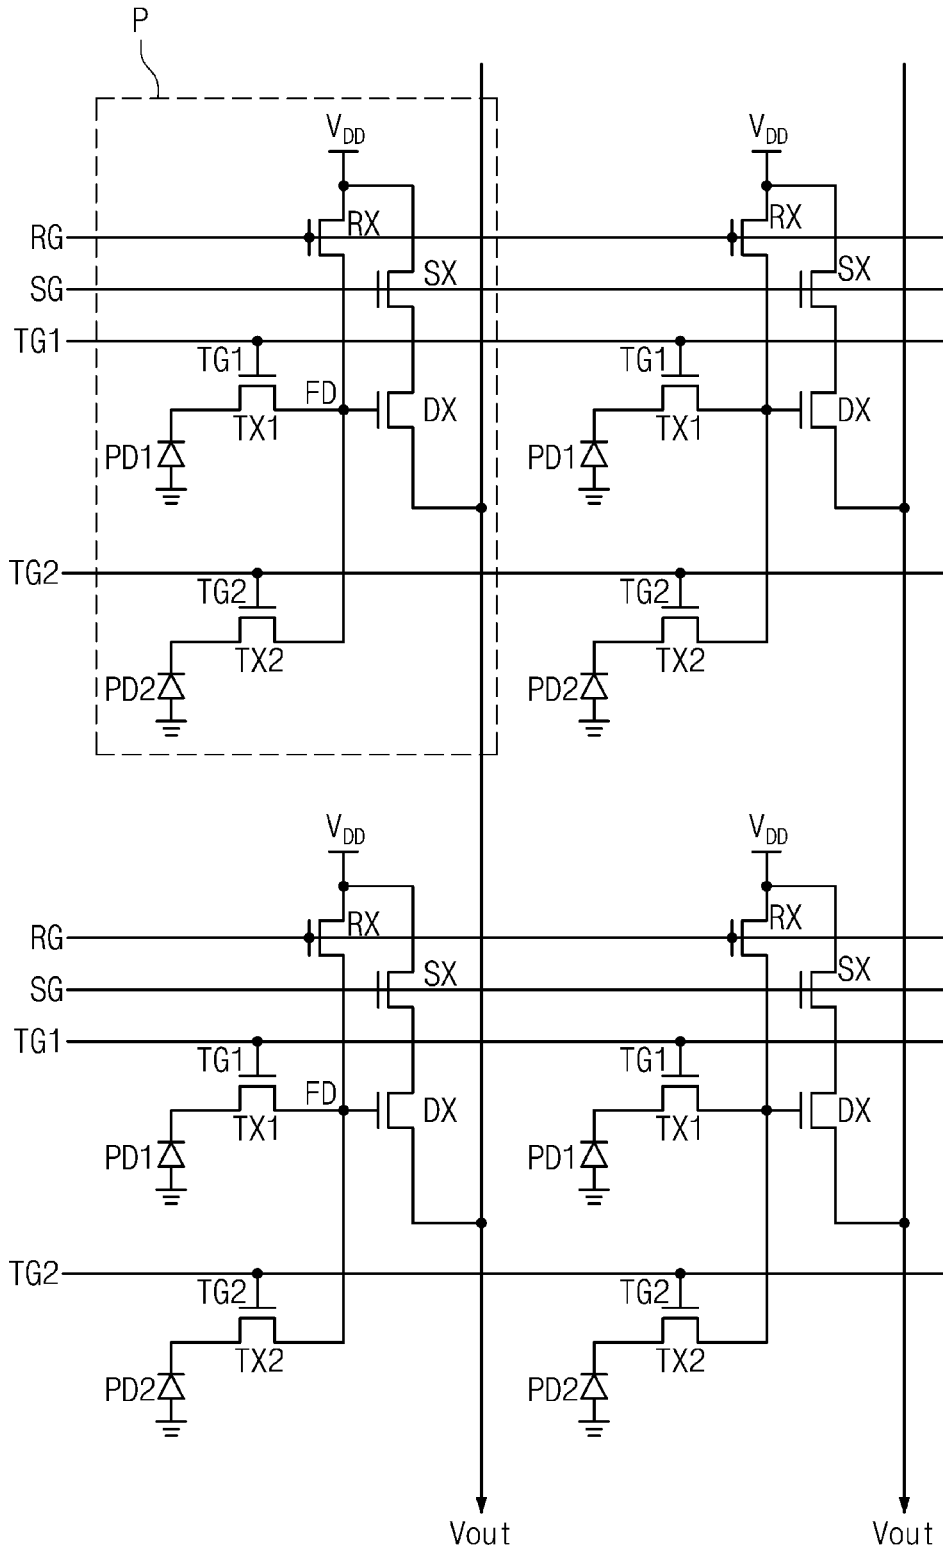 P
VDD VDD
RG RX RX
SG SX SX
TG1 TG1 TG1
FD DX DX
TX1 TX1
PD1 PD1
TG2 TG2 TG2
TX2 TX2
PD2 PD2
VDD VDD
RG RX RX
SG SX SX
TG1 TG1 TG1
FD DX DX
TX1 TX1
PD1 PD1
TG2 TG2 TG2
TX2 TX2
PD2 PD2
Vout Vout